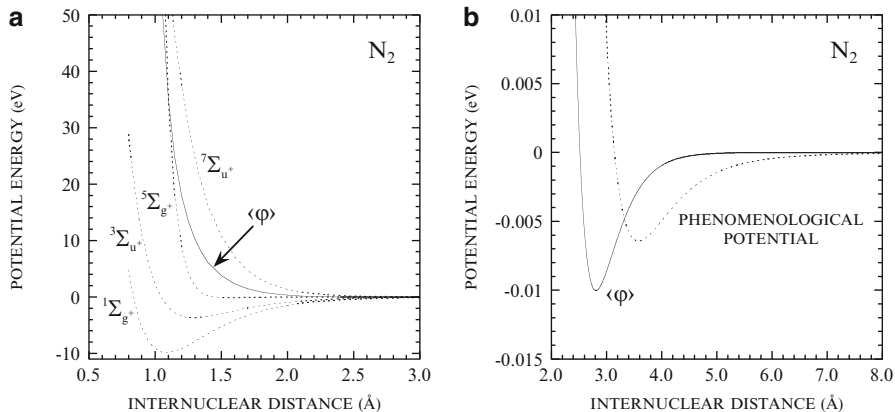 a
50
40
30
20
10
0
-10
0.5 1.0 1.5 2.0 2.5 3.0
POTENTIAL ENERGY (eV)
INTERNUCLEAR DISTANCE (Å)
N₂
⁷Σᵤ⁺
⁵Σg⁺
³Σᵤ⁺
¹Σg⁺
⟨φ⟩
b
0.01
0.005
0
-0.005
-0.01
-0.015
2.0 3.0 4.0 5.0 6.0 7.0 8.0
POTENTIAL ENERGY (eV)
INTERNUCLEAR DISTANCE (Å)
N₂
PHENOMENOLOGICAL
POTENTIAL
⟨φ⟩